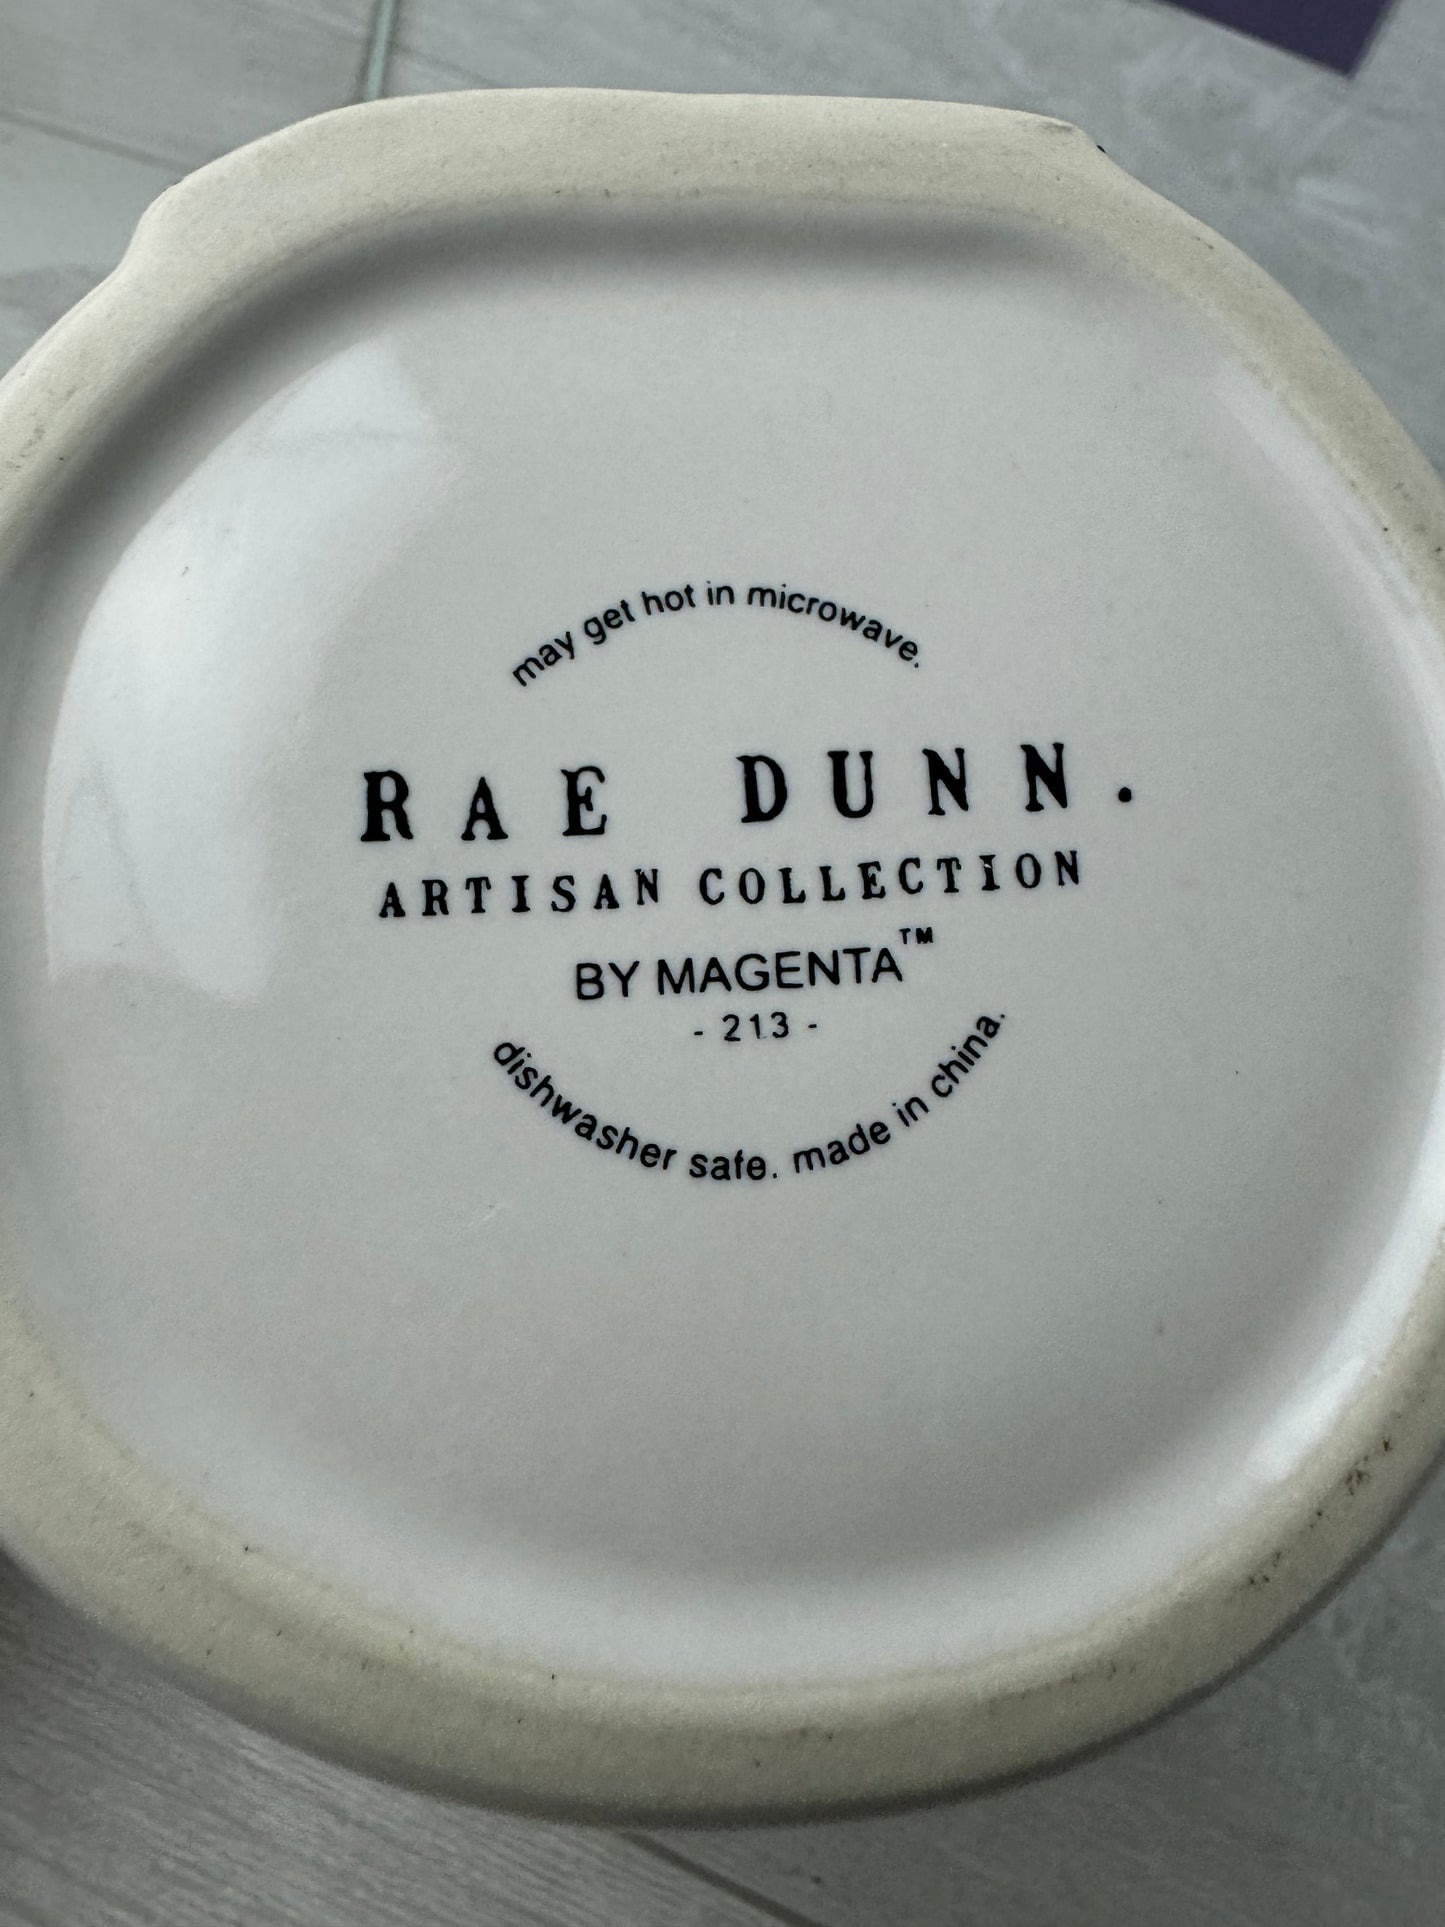 may get hot in microwave.
RAE DUNN.
ARTISAN COLLECTION
BY MAGENTA™
- 213 -
dishwasher safe. made in china.